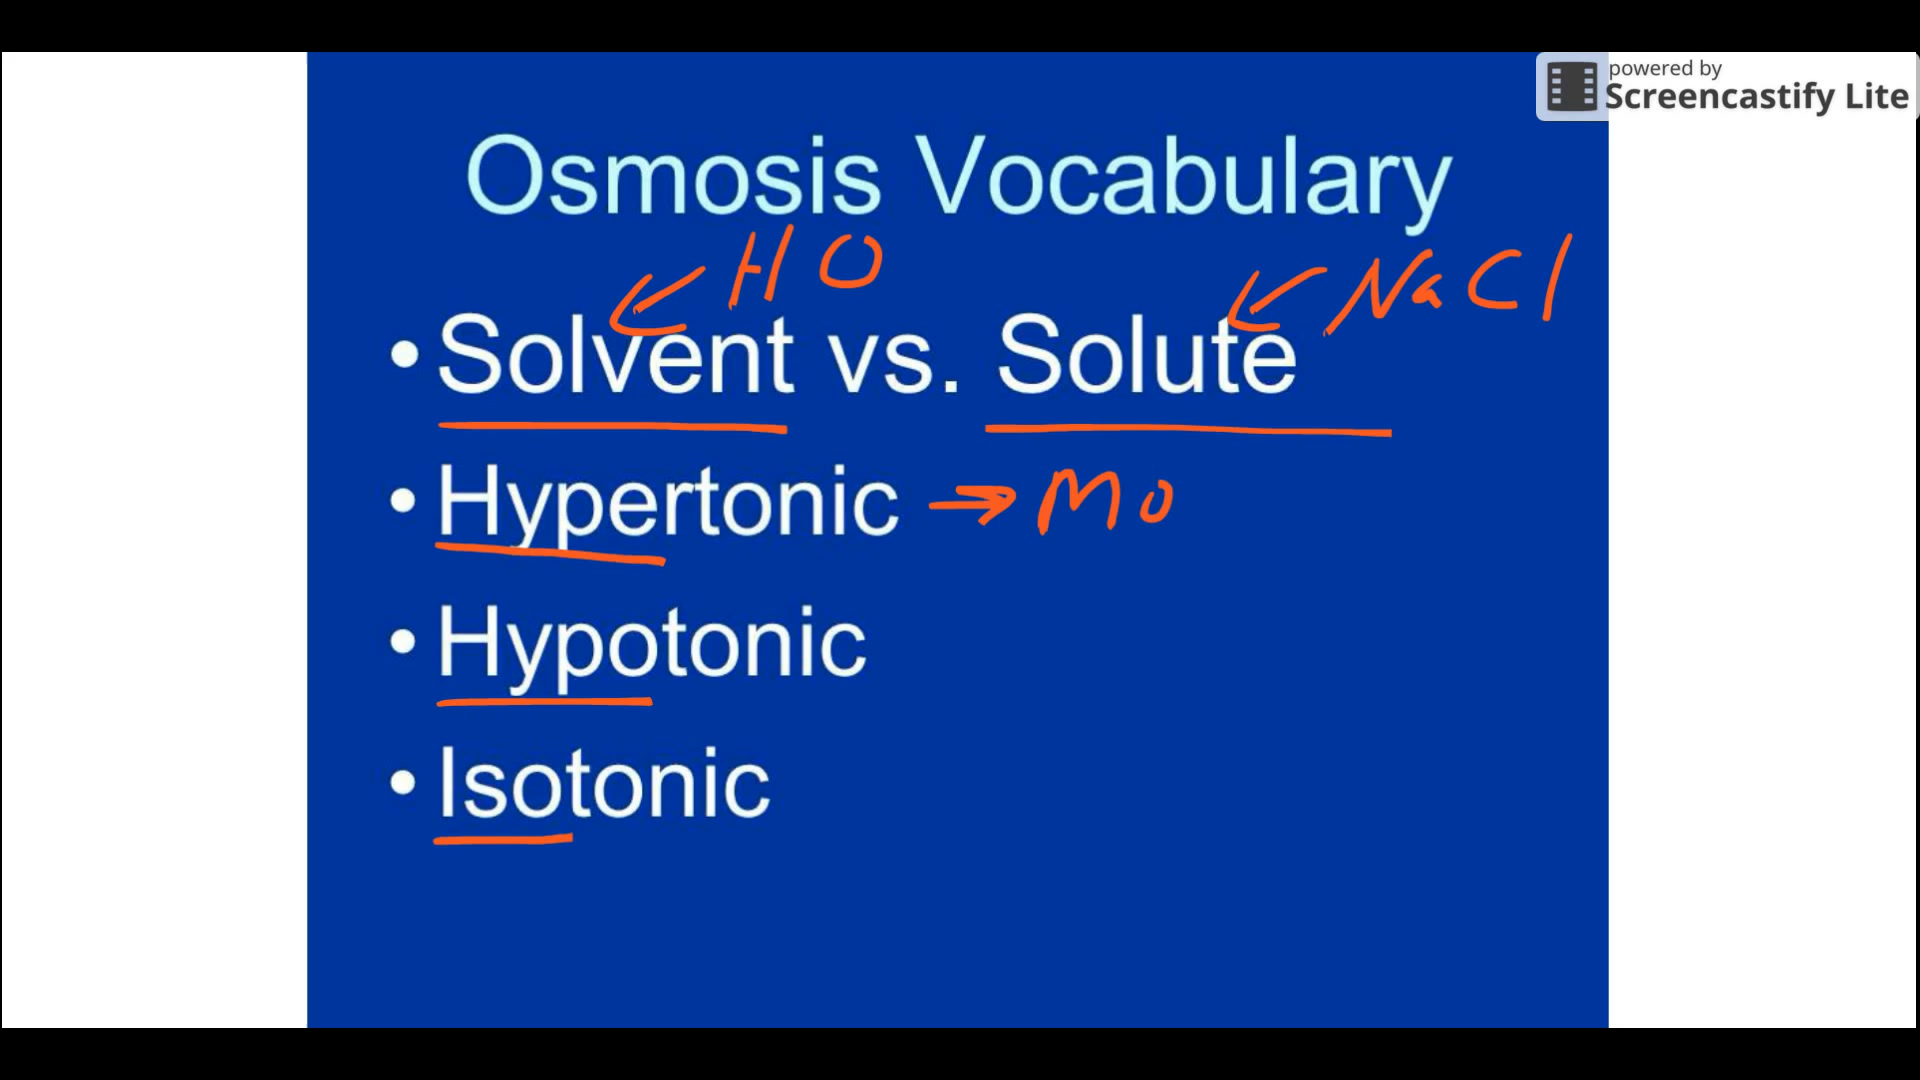 powered by
Screencastify Lite
Osmosis Vocabulary
H O
NaCl
• Solvent vs. Solute
• Hypertonic → Mo
• Hypotonic
• Isotonic